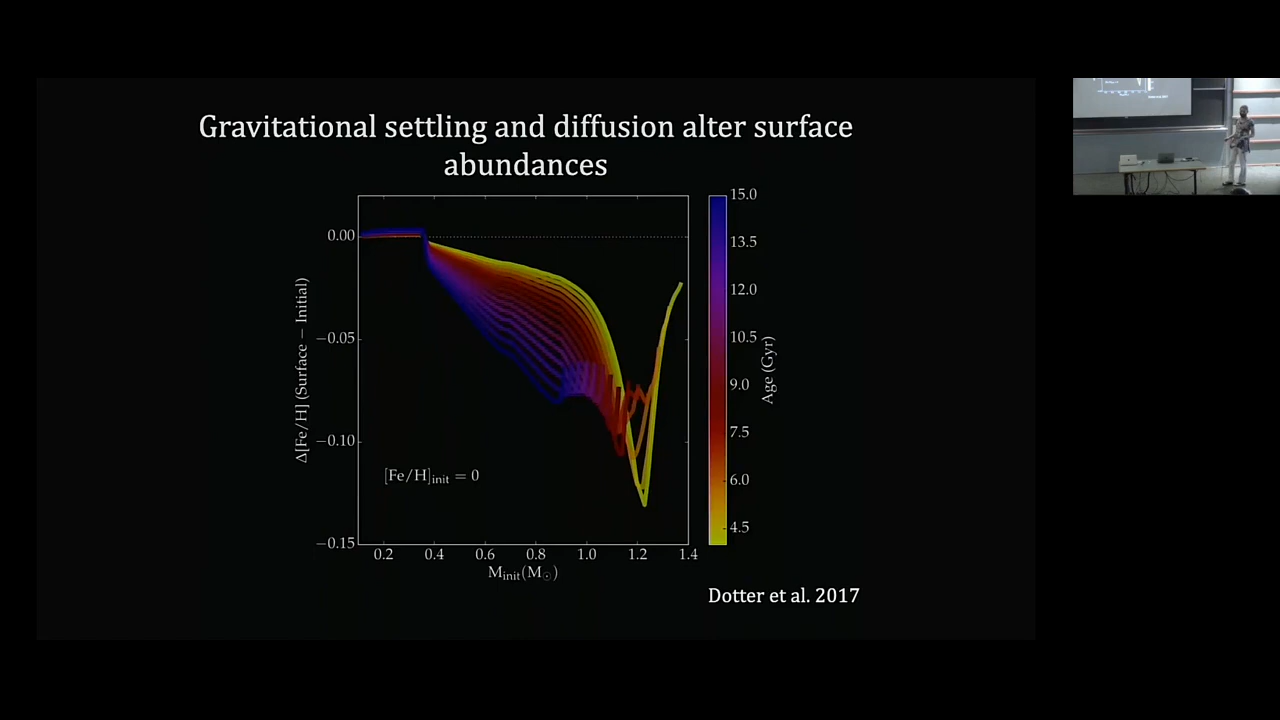 Gravitational settling and diffusion alter surface
abundances
15.0
13.5
12.0
10.5
9.0
7.5
6.0
4.5
Age (Gyr)
0.00
−0.05
−0.10
−0.15
Δ[Fe/H] (Surface − Initial)
[Fe/H]init = 0
0.2 0.4 0.6 0.8 1.0 1.2 1.4
Minit(M☉)
Dotter et al. 2017